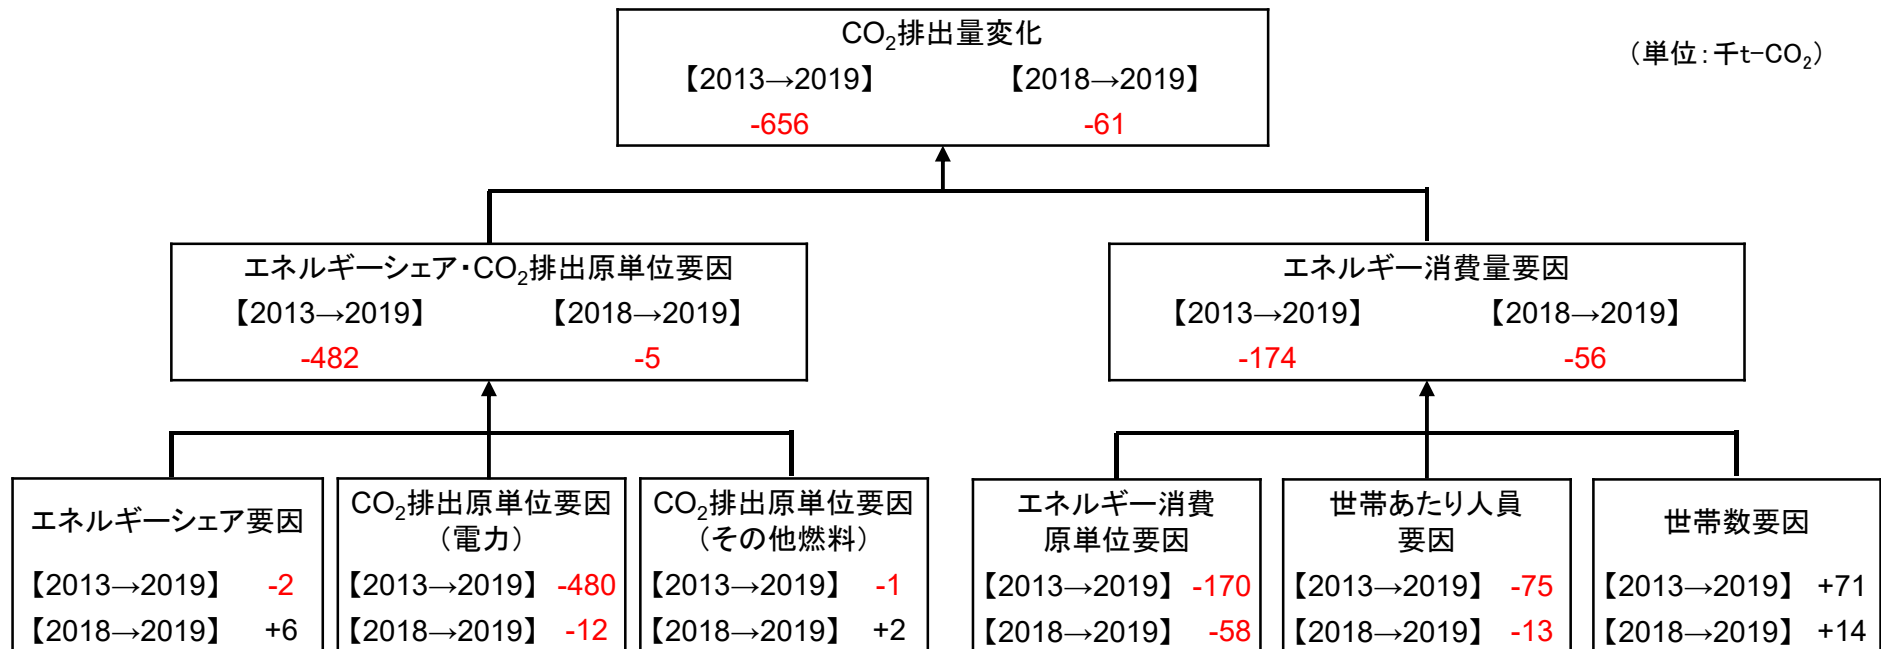 CO₂排出量変化
【2013→2019】 【2018→2019】
-656 -61
（単位：千t-CO₂）
エネルギーシェア・CO₂排出原単位要因
【2013→2019】 【2018→2019】
-482 -5
エネルギー消費量要因
【2013→2019】 【2018→2019】
-174 -56
エネルギーシェア要因
【2013→2019】 -2
【2018→2019】 +6
CO₂排出原単位要因
（電力）
【2013→2019】 -480
【2018→2019】 -12
CO₂排出原単位要因
（その他燃料）
【2013→2019】 -1
【2018→2019】 +2
エネルギー消費
原単位要因
【2013→2019】 -170
【2018→2019】 -58
世帯あたり人員
要因
【2013→2019】 -75
【2018→2019】 -13
世帯数要因
【2013→2019】 +71
【2018→2019】 +14